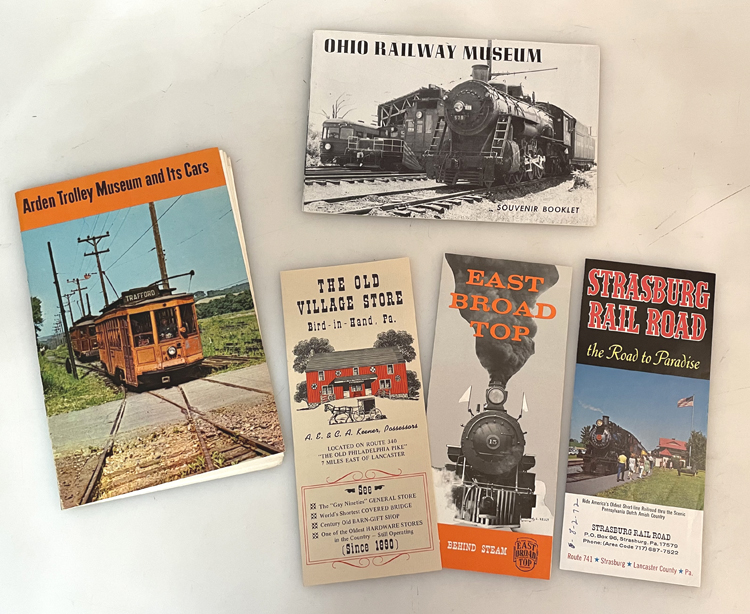 OHIO RAILWAY MUSEUM
SOUVENIR BOOKLET
Arden Trolley Museum and Its Cars
TRAFFORD
THE OLD
VILLAGE STORE
Bird-in-Hand, Pa.
A. E. & C. A. Keener, Possessors
LOCATED ON ROUTE 340
"THE OLD PHILADELPHIA PIKE"
7 MILES EAST OF LANCASTER
See
The "Gay Nineties" GENERAL STORE
World's Shortest COVERED BRIDGE
Century Old BARN-GIFT SHOP
One of the Oldest HARDWARE STORES
in the Country - Still Operating
(Since 1890)
EAST
BROAD
TOP
15
BEHIND STEAM
EAST
BROAD
TOP
STRASBURG
RAIL ROAD
the Road to Paradise
Ride America's Oldest Short-line Railroad thru the Scenic
Pennsylvania Dutch Amish County
STRASBURG RAIL ROAD
P.O. Box 96, Strasburg, Pa. 17579
Phone: (Area Code 717) 687-7522
Route 741 ★ Strasburg ★ Lancaster County ★ Pa.